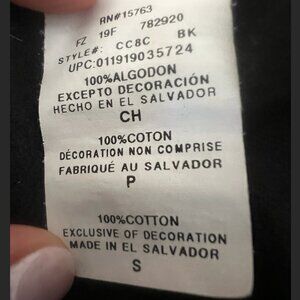 RN#15763
FZ 19F 782920
STYLE#: CC8C BK
UPC:011919035724
100%ALGODON
EXCEPTO DECORACIÓN
HECHO EN EL SALVADOR
CH
100%COTON
DÉCORATION NON COMPRISE
FABRIQUÉ AU SALVADOR
P
100%COTTON
EXCLUSIVE OF DECORATION
MADE IN EL SALVADOR
S